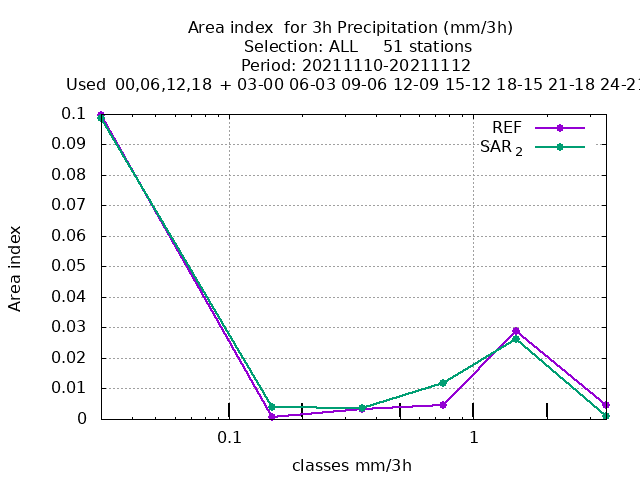 Area index  for 3h Precipitation (mm/3h)
Selection: ALL     51 stations
Period: 20211110-20211112
Used  00,06,12,18  + 03-00 06-03 09-06 12-09 15-12 18-15 21-18 24-21
REF
SAR 2
0.1
0.09
0.08
0.07
0.06
0.05
0.04
0.03
0.02
0.01
0
Area index
0.1
1
classes mm/3h